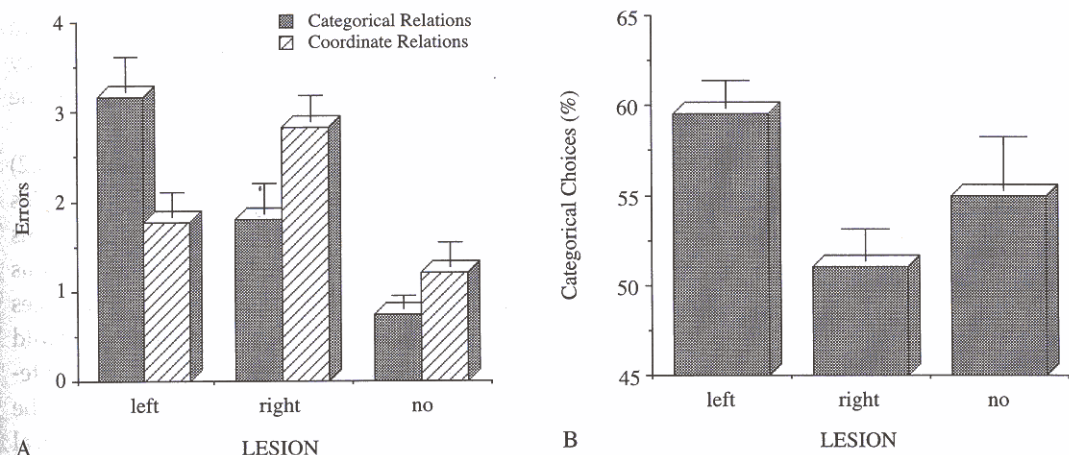 4
3
2
1
0
Errors
Categorical Relations
Coordinate Relations
left right no
A LESION
65
60
55
50
45
Categorical Choices (%)
left right no
B LESION